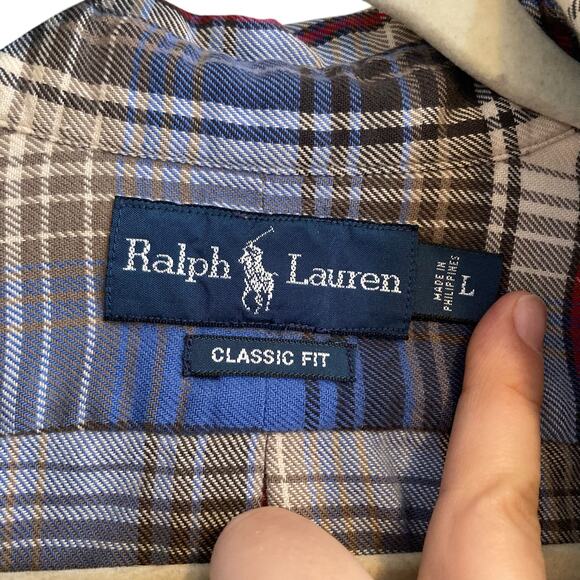 Ralph Lauren
MADE IN
PHILIPPINES
L
CLASSIC FIT